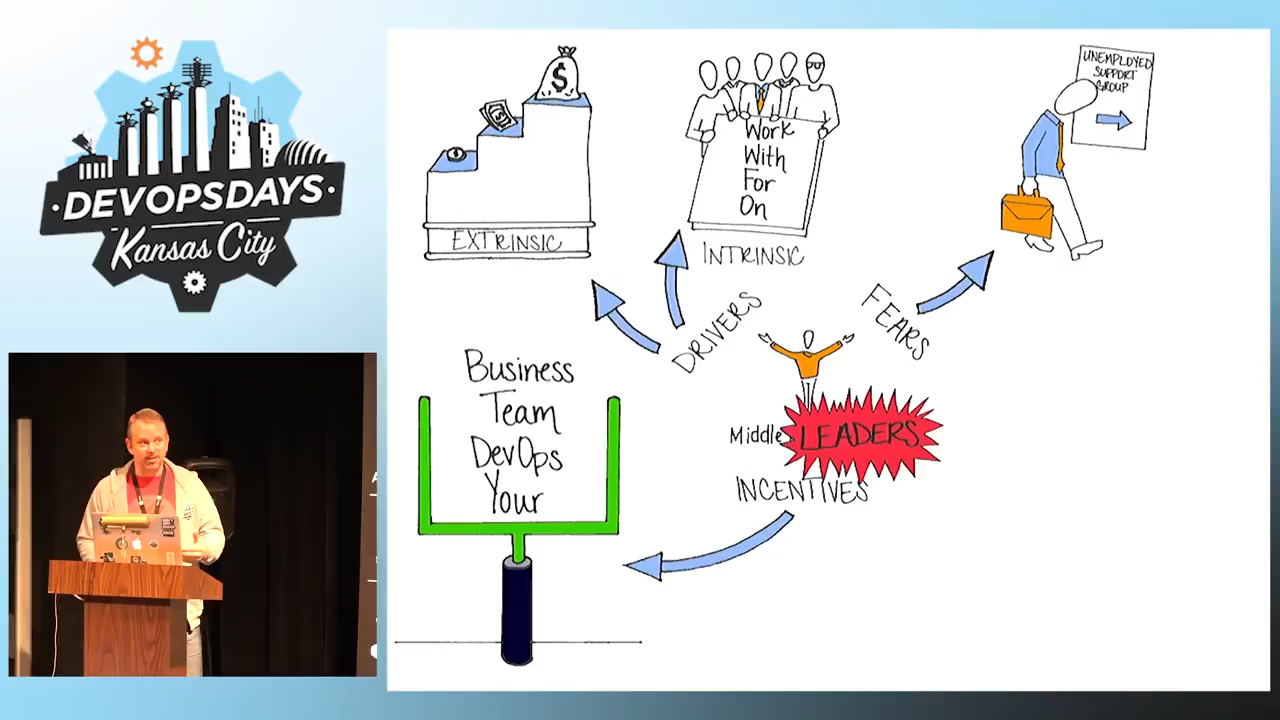 DEVOPSDAYS
Kansas City
$
EXTRINSIC
Work
With
For
On
INTRINSIC
UNEMPLOYED
SUPPORT
GROUP
DRIVERS
FEARS
Business
Team
DevOps
Your
Middle
LEADERS
INCENTIVES